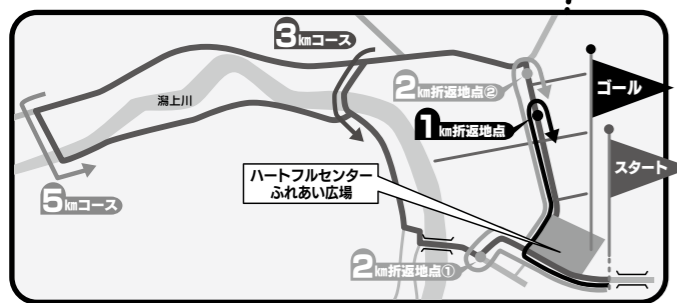 3kmコース
潟上川
2km折返地点②
ゴール
1km折返地点
スタート
ハートフルセンター
ふれあい広場
5kmコース
2km折返地点①